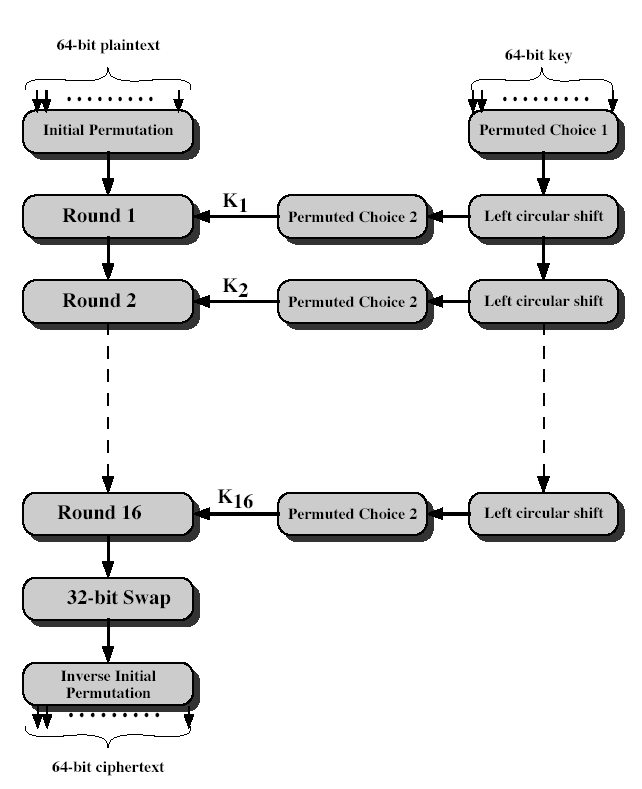 64-bit plaintext
64-bit key
Initial Permutation
Permuted Choice 1
Round 1
K1
Permuted Choice 2
Left circular shift
Round 2
K2
Permuted Choice 2
Left circular shift
Round 16
K16
Permuted Choice 2
Left circular shift
32-bit Swap
Inverse Initial
Permutation
64-bit ciphertext